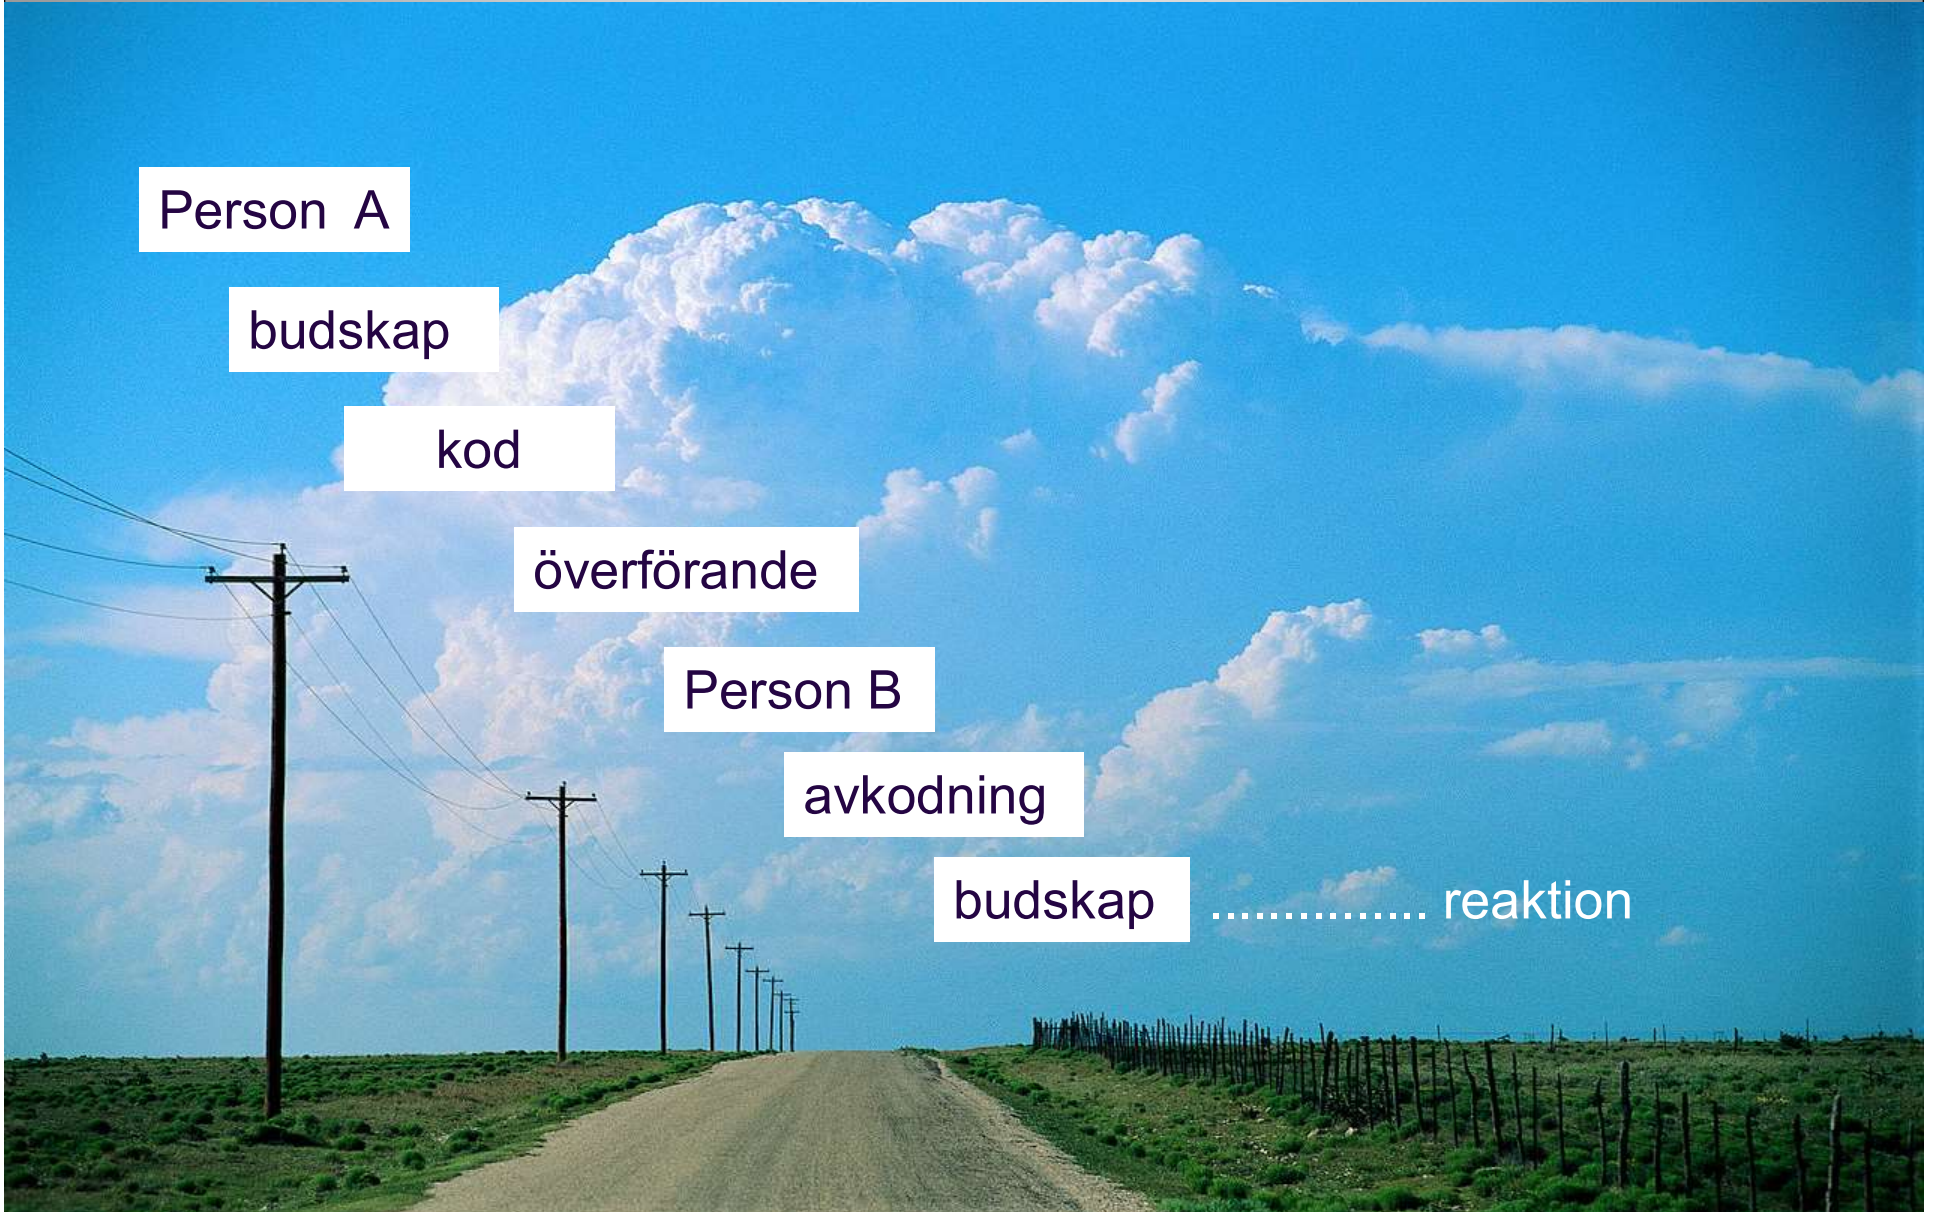 Person A
budskap
kod
överförande
Person B
avkodning
budskap ............... reaktion